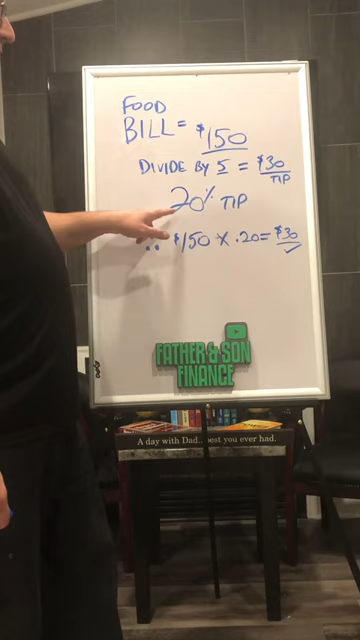 FOOD
BILL = $150
DIVIDE BY 5 = $30
TIP
20% TIP
∴ $150 × .20 = $30
FATHER & SON
FINANCE
A day with Dad...best you ever had.